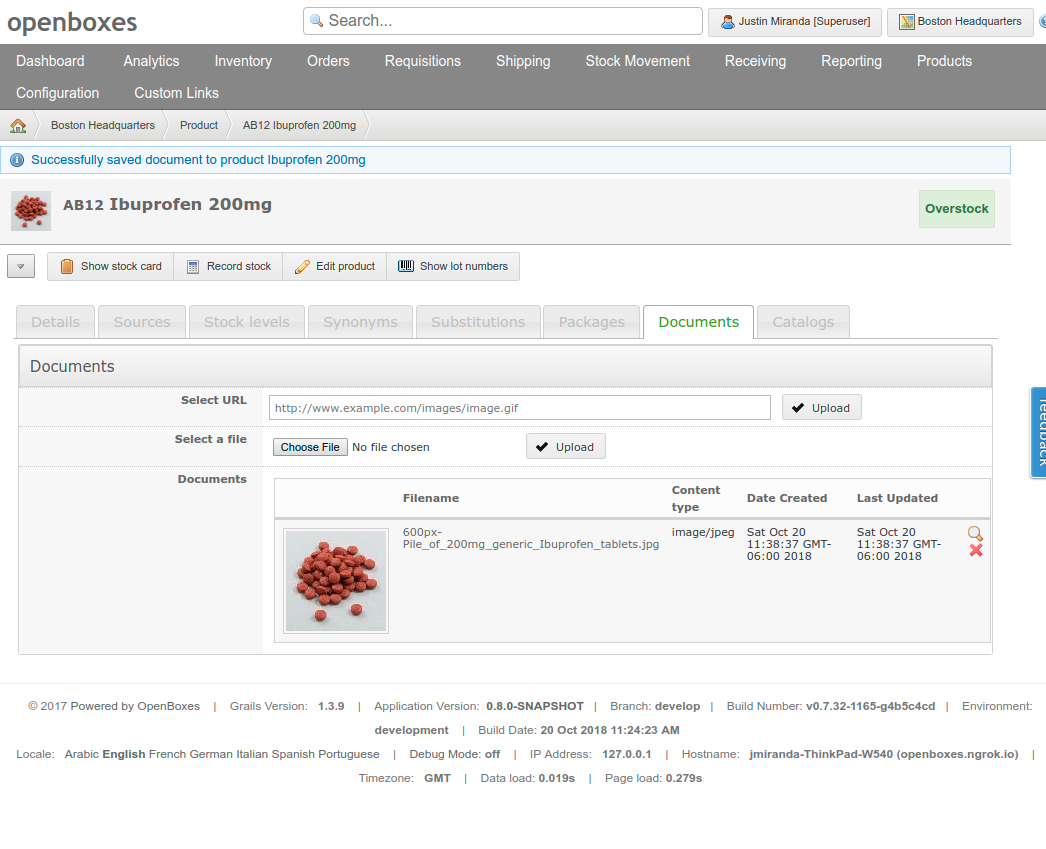 openboxes
Search...
Justin Miranda [Superuser]
Boston Headquarters
Dashboard Analytics Inventory Orders Requisitions Shipping Stock Movement Receiving Reporting Products
Configuration Custom Links
Boston Headquarters Product AB12 Ibuprofen 200mg
Successfully saved document to product Ibuprofen 200mg
AB12 Ibuprofen 200mg
Overstock
Show stock card Record stock Edit product Show lot numbers
Details Sources Stock levels Synonyms Substitutions Packages Documents Catalogs
Documents
Select URL http://www.example.com/images/image.gif Upload
feedback
Select a file Choose File No file chosen Upload
Documents
Filename Content type Date Created Last Updated
600px-
Pile_of_200mg_generic_Ibuprofen_tablets.jpg
image/jpeg
Sat Oct 20
11:38:37 GMT-
06:00 2018
Sat Oct 20
11:38:37 GMT-
06:00 2018
© 2017 Powered by OpenBoxes | Grails Version: 1.3.9 | Application Version: 0.8.0-SNAPSHOT | Branch: develop | Build Number: v0.7.32-1165-g4b5c4cd | Environment:
development | Build Date: 20 Oct 2018 11:24:23 AM
Locale: Arabic English French German Italian Spanish Portuguese | Debug Mode: off | IP Address: 127.0.0.1 | Hostname: jmiranda-ThinkPad-W540 (openboxes.ngrok.io) |
Timezone: GMT | Data load: 0.019s | Page load: 0.279s